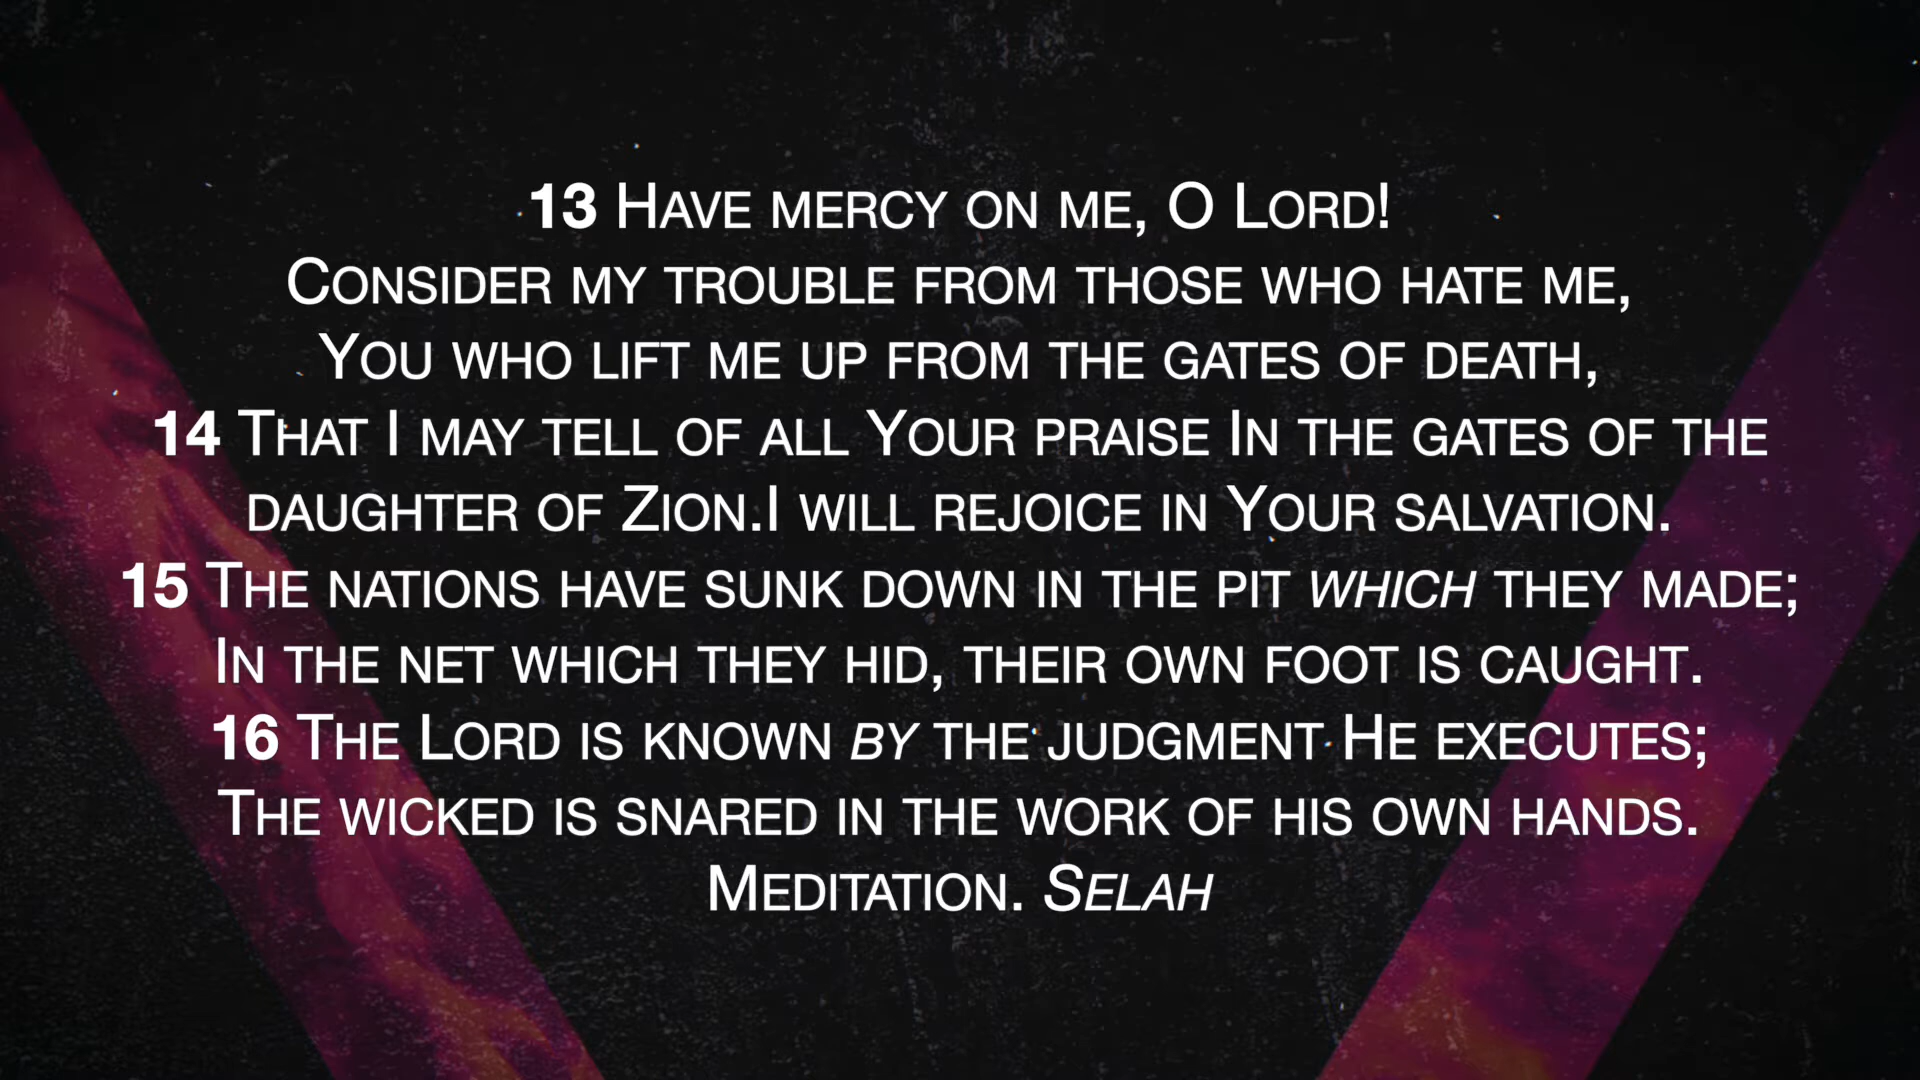 13 Have mercy on me, O Lord!
Consider my trouble from those who hate me,
You who lift me up from the gates of death,
14 That I may tell of all Your praise In the gates of the
daughter of Zion.I will rejoice in Your salvation.
15 The nations have sunk down in the pit which they made;
In the net which they hid, their own foot is caught.
16 The Lord is known by the judgment He executes;
The wicked is snared in the work of his own hands.
Meditation. Selah